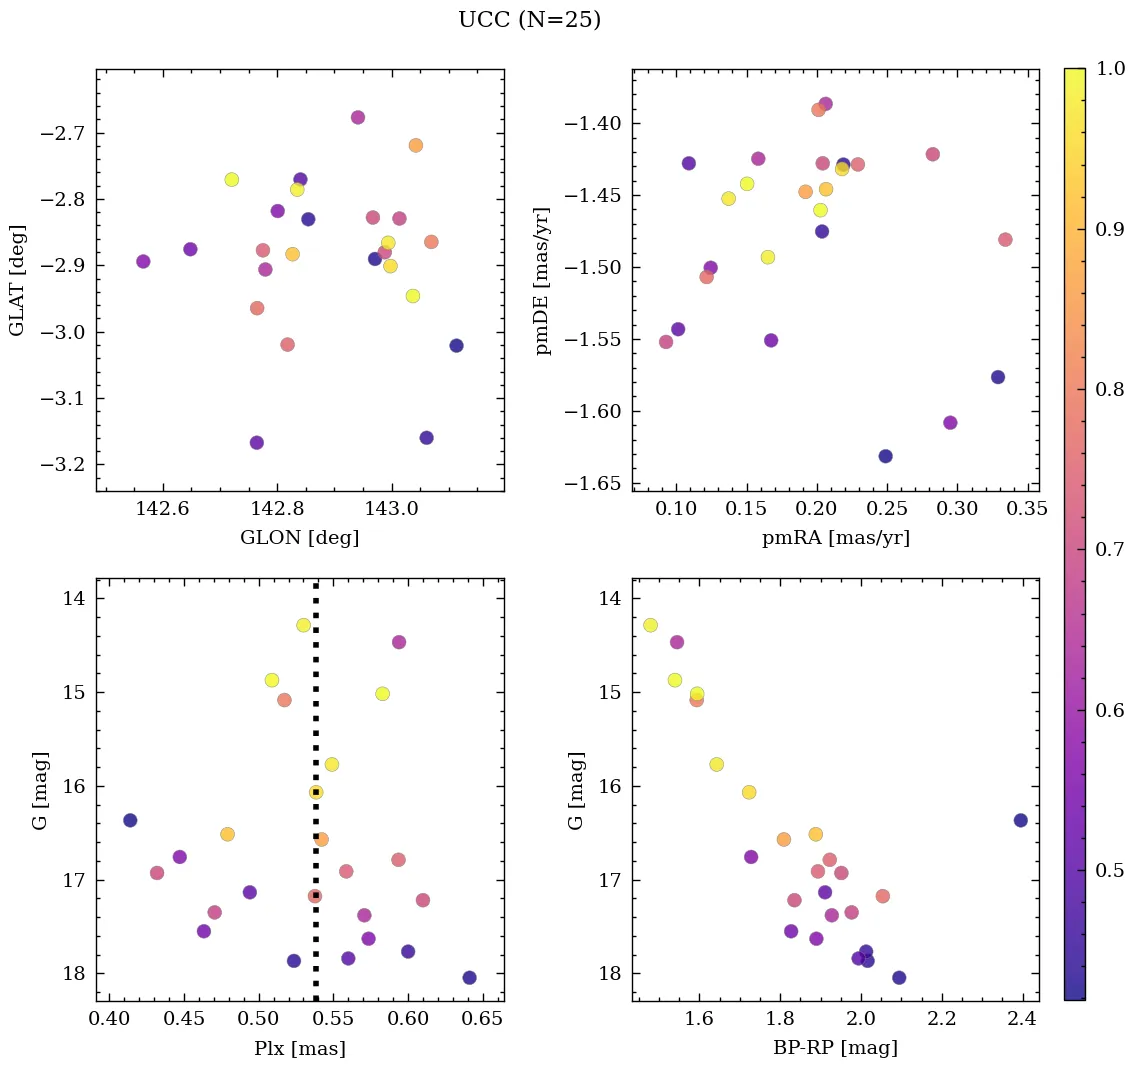 UCC (N=25)
−2.7
−2.8
−2.9
−3.0
−3.1
−3.2
GLAT [deg]
142.6 142.8 143.0
GLON [deg]
−1.40
−1.45
−1.50
−1.55
−1.60
−1.65
pmDE [mas/yr]
0.10 0.15 0.20 0.25 0.30 0.35
pmRA [mas/yr]
14
15
16
17
18
G [mag]
0.40 0.45 0.50 0.55 0.60 0.65
Plx [mas]
14
15
16
17
18
G [mag]
1.6 1.8 2.0 2.2 2.4
BP-RP [mag]
1.0
0.9
0.8
0.7
0.6
0.5